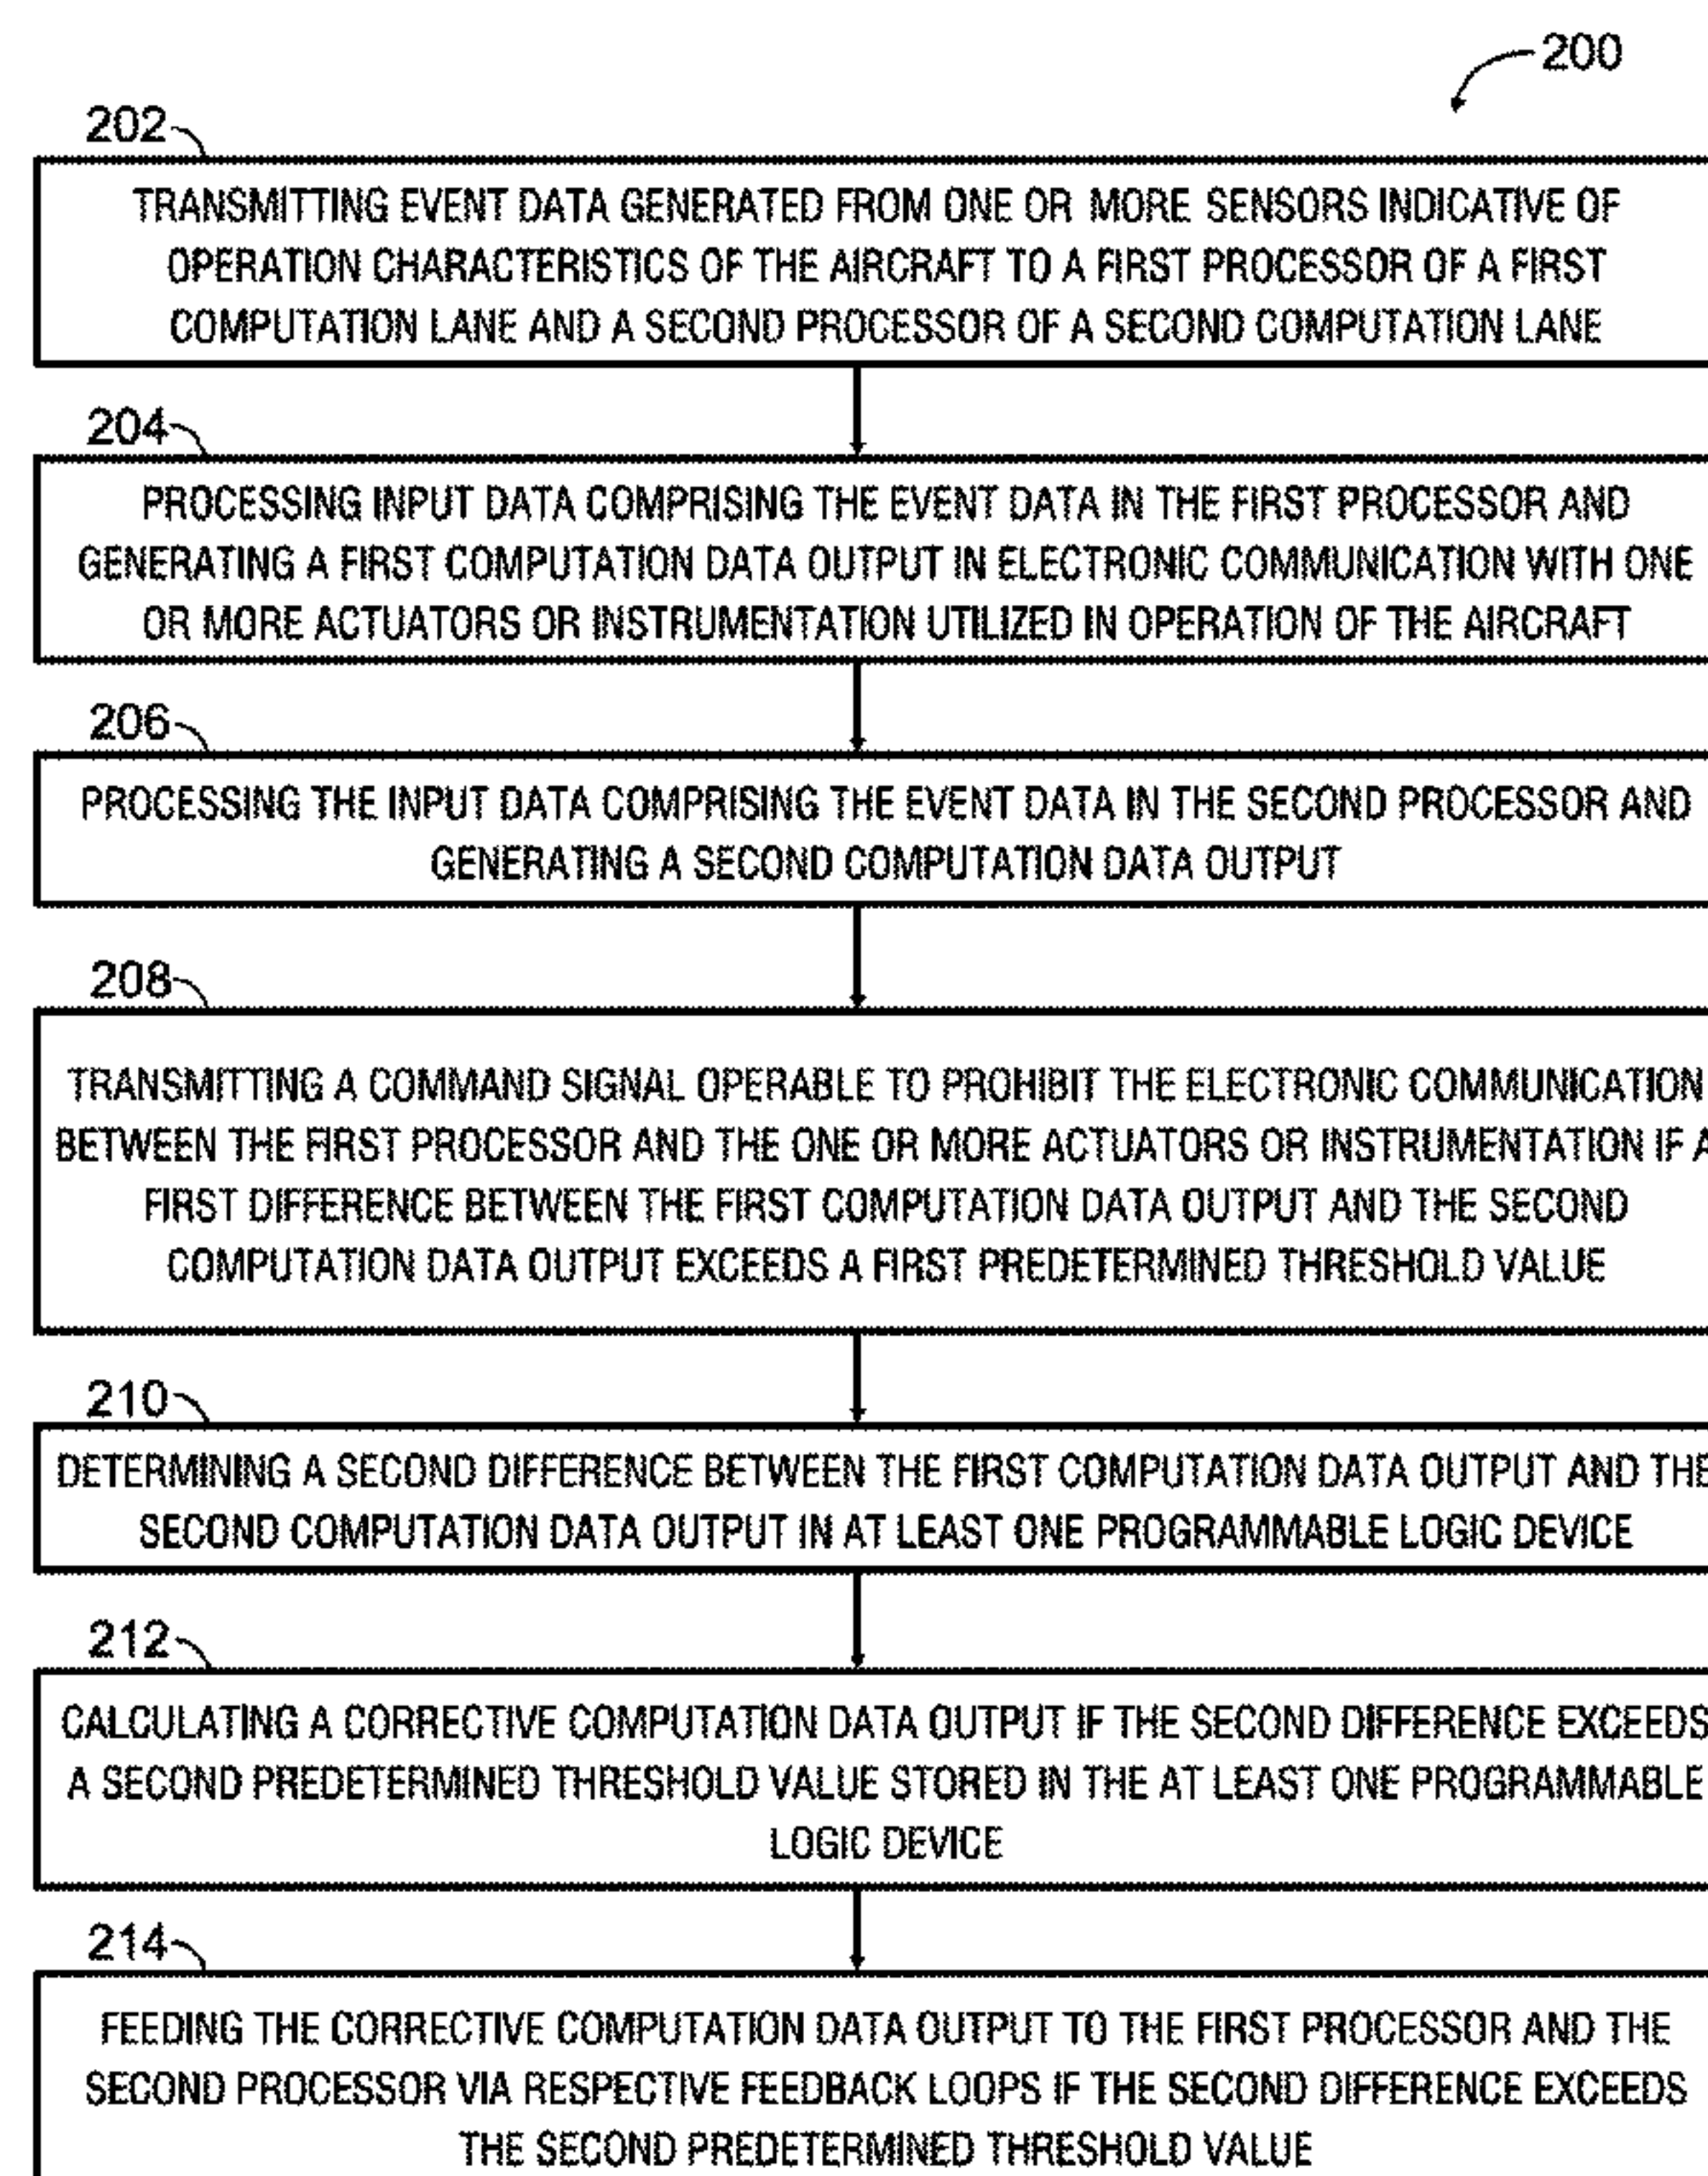 200
202
TRANSMITTING EVENT DATA GENERATED FROM ONE OR MORE SENSORS INDICATIVE OF
OPERATION CHARACTERISTICS OF THE AIRCRAFT TO A FIRST PROCESSOR OF A FIRST
COMPUTATION LANE AND A SECOND PROCESSOR OF A SECOND COMPUTATION LANE
204
PROCESSING INPUT DATA COMPRISING THE EVENT DATA IN THE FIRST PROCESSOR AND
GENERATING A FIRST COMPUTATION DATA OUTPUT IN ELECTRONIC COMMUNICATION WITH ONE
OR MORE ACTUATORS OR INSTRUMENTATION UTILIZED IN OPERATION OF THE AIRCRAFT
206
PROCESSING THE INPUT DATA COMPRISING THE EVENT DATA IN THE SECOND PROCESSOR AND
GENERATING A SECOND COMPUTATION DATA OUTPUT
208
TRANSMITTING A COMMAND SIGNAL OPERABLE TO PROHIBIT THE ELECTRONIC COMMUNICATION
BETWEEN THE FIRST PROCESSOR AND THE ONE OR MORE ACTUATORS OR INSTRUMENTATION IF A
FIRST DIFFERENCE BETWEEN THE FIRST COMPUTATION DATA OUTPUT AND THE SECOND
COMPUTATION DATA OUTPUT EXCEEDS A FIRST PREDETERMINED THRESHOLD VALUE
210
DETERMINING A SECOND DIFFERENCE BETWEEN THE FIRST COMPUTATION DATA OUTPUT AND THE
SECOND COMPUTATION DATA OUTPUT IN AT LEAST ONE PROGRAMMABLE LOGIC DEVICE
212
CALCULATING A CORRECTIVE COMPUTATION DATA OUTPUT IF THE SECOND DIFFERENCE EXCEEDS
A SECOND PREDETERMINED THRESHOLD VALUE STORED IN THE AT LEAST ONE PROGRAMMABLE
LOGIC DEVICE
214
FEEDING THE CORRECTIVE COMPUTATION DATA OUTPUT TO THE FIRST PROCESSOR AND THE
SECOND PROCESSOR VIA RESPECTIVE FEEDBACK LOOPS IF THE SECOND DIFFERENCE EXCEEDS
THE SECOND PREDETERMINED THRESHOLD VALUE